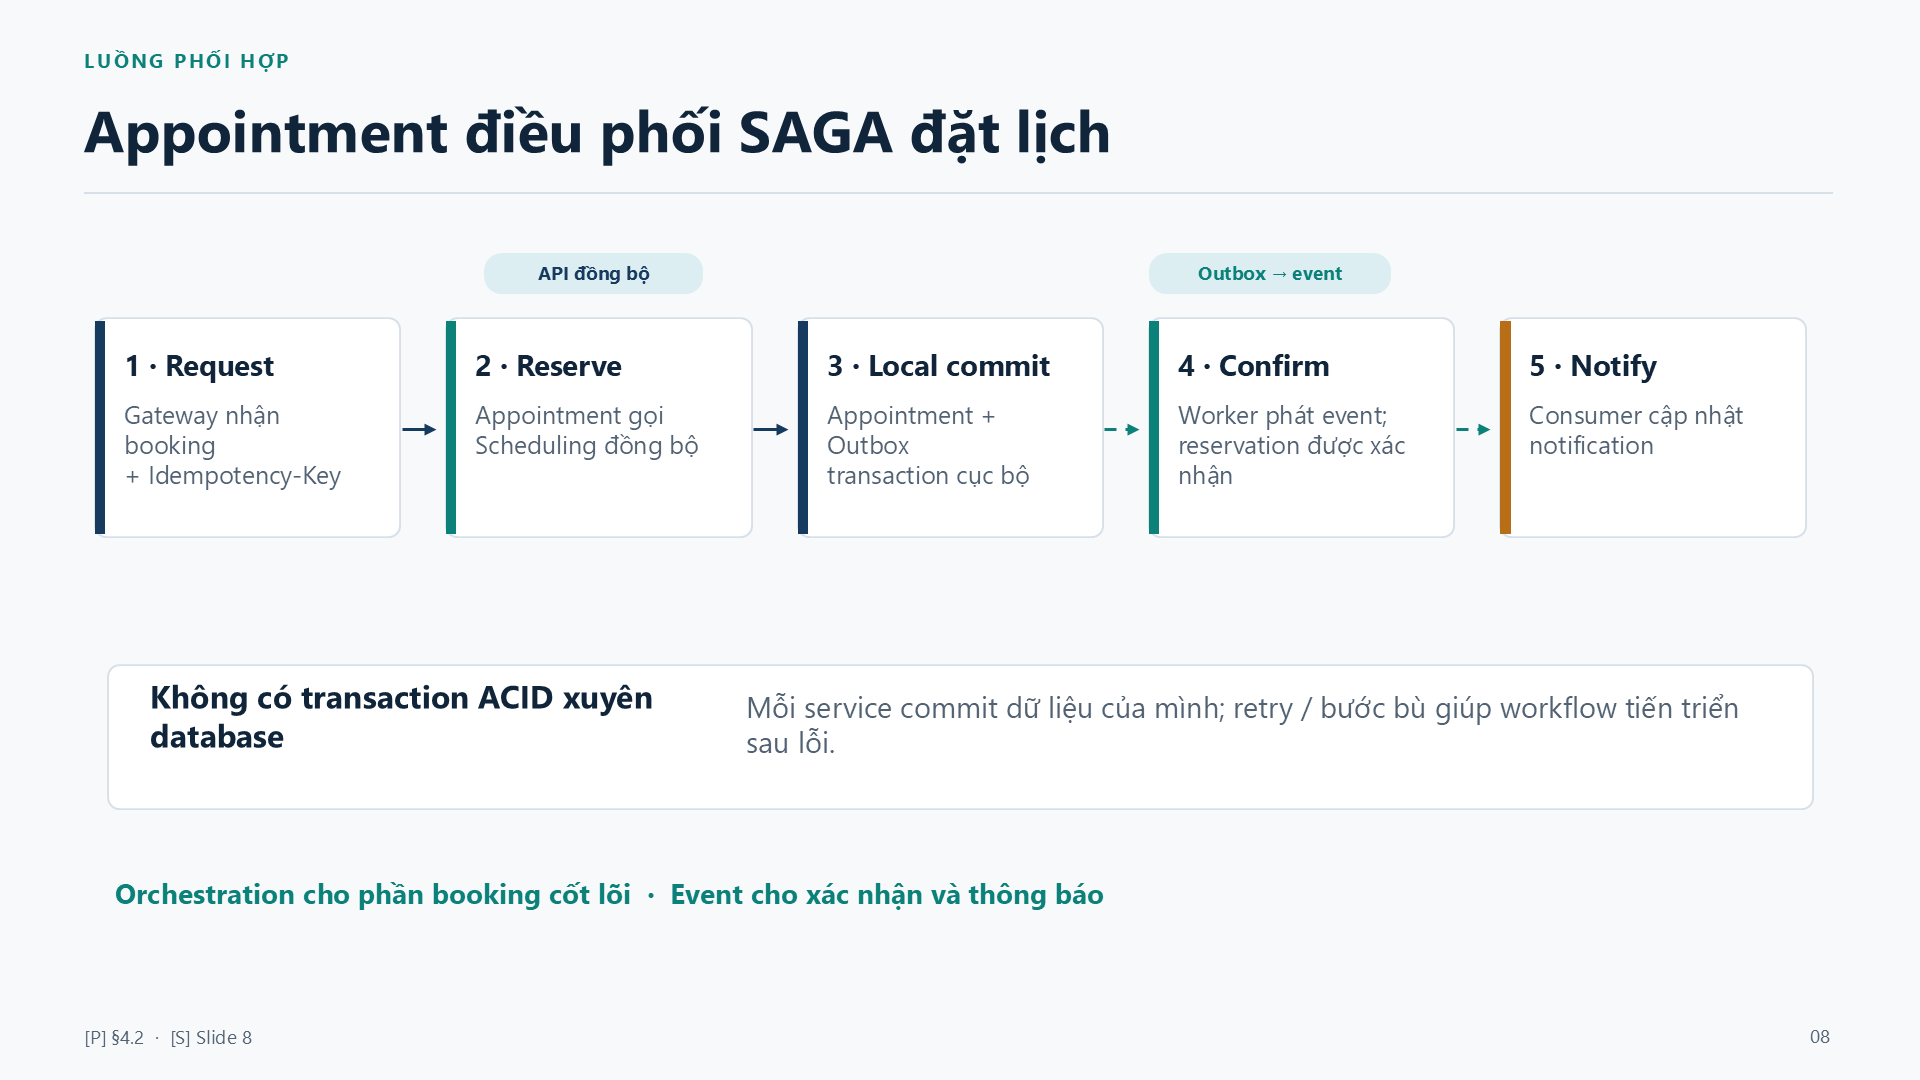 LUỒNG PHỐI HỢP
Appointment điều phối SAGA đặt lịch
API đồng bộ
Outbox → event
1 · Request
Gateway nhận
booking
+ Idempotency-Key
2 · Reserve
Appointment gọi
Scheduling đồng bộ
3 · Local commit
Appointment +
Outbox
transaction cục bộ
4 · Confirm
Worker phát event;
reservation được xác
nhận
5 · Notify
Consumer cập nhật
notification
Không có transaction ACID xuyên
database
Mỗi service commit dữ liệu của mình; retry / bước bù giúp workflow tiến triển
sau lỗi.
Orchestration cho phần booking cốt lõi · Event cho xác nhận và thông báo
[P] §4.2 · [S] Slide 8
08